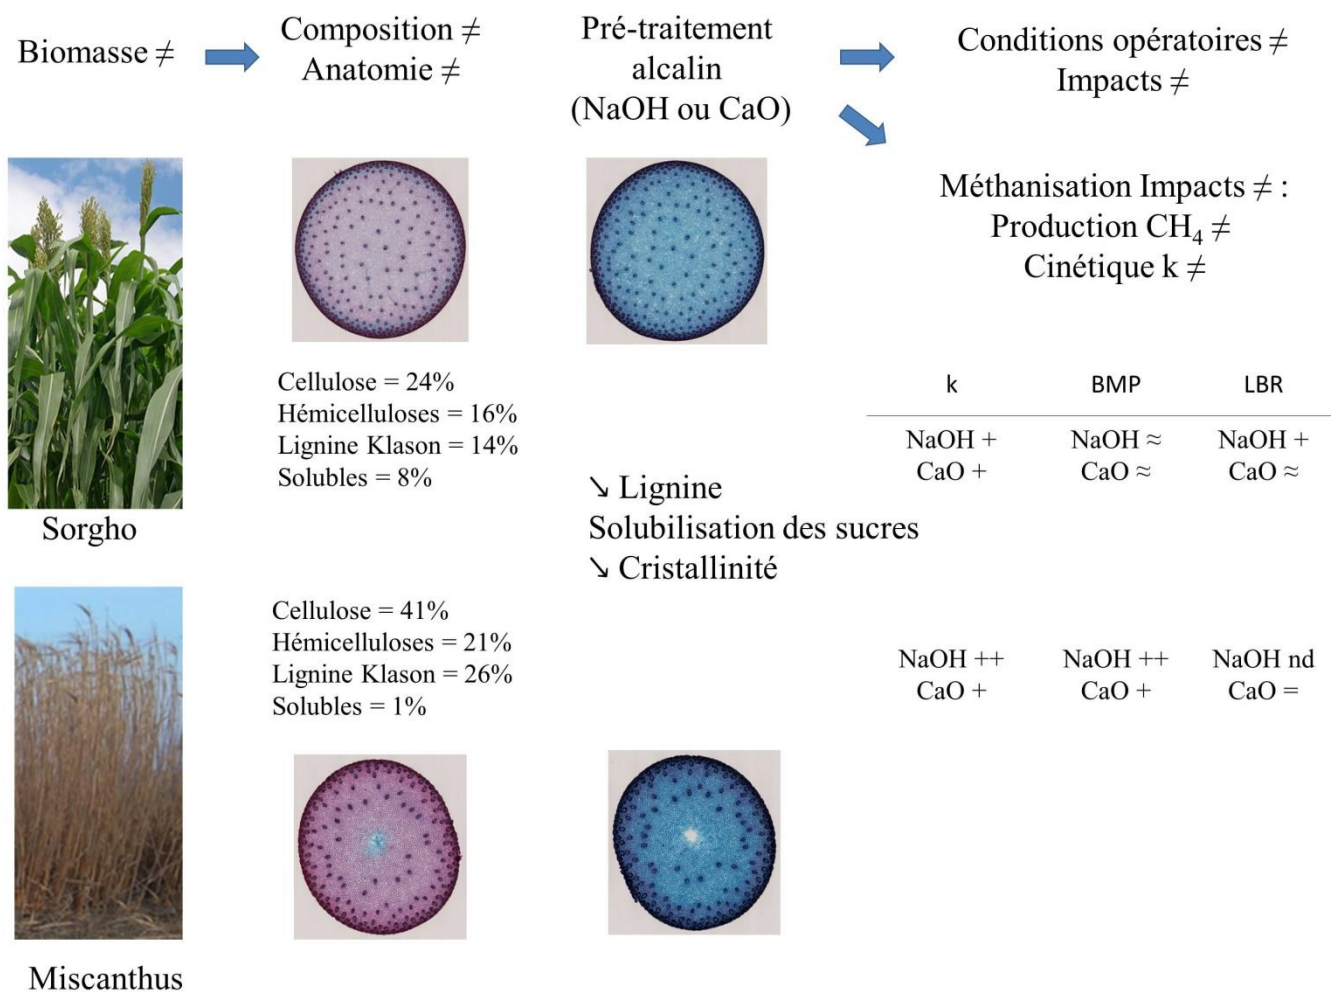 Biomasse ≠
Composition ≠
Anatomie ≠
Pré-traitement
alcalin
(NaOH ou CaO)
Conditions opératoires ≠
Impacts ≠
Méthanisation Impacts ≠ :
Production CH₄ ≠
Cinétique k ≠
Cellulose = 24%
Hémicelluloses = 16%
Lignine Klason = 14%
Solubles = 8%
Sorgho
↘ Lignine
Solubilisation des sucres
↘ Cristallinité
k BMP LBR
NaOH + NaOH ≈ NaOH +
CaO + CaO ≈ CaO ≈
Cellulose = 41%
Hémicelluloses = 21%
Lignine Klason = 26%
Solubles = 1%
NaOH ++ NaOH ++ NaOH nd
CaO + CaO + CaO =
Miscanthus